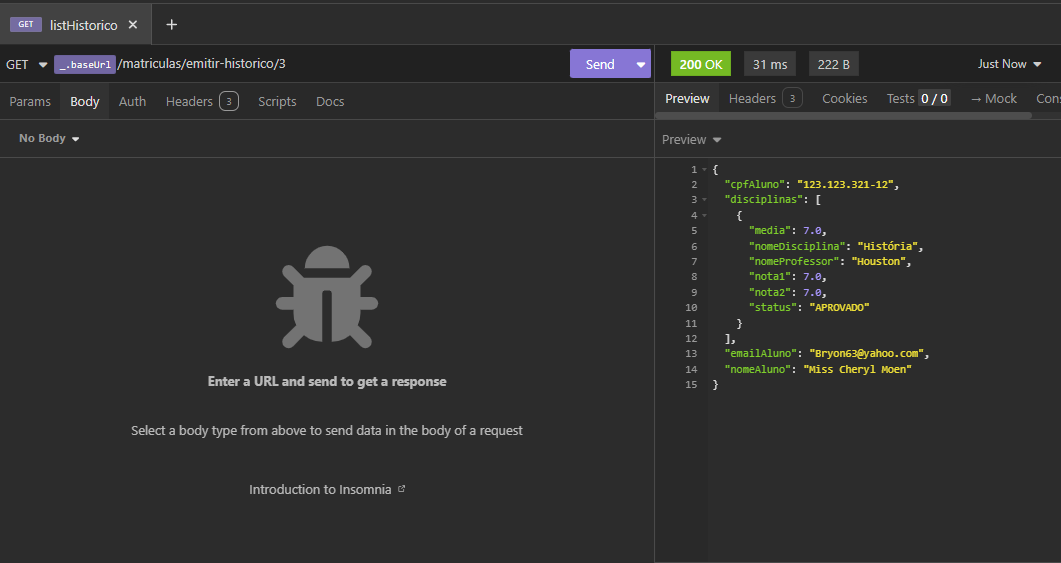 GET listHistorico
GET _.baseUrl/matriculas/emitir-historico/3 Send
Params Body Auth Headers 3 Scripts Docs
No Body
Enter a URL and send to get a response
Select a body type from above to send data in the body of a request
Introduction to Insomnia
200 OK 31 ms 222 B Just Now
Preview Headers 3 Cookies Tests 0 / 0 → Mock Cons
Preview
1 {
2 "cpfAluno": "123.123.321-12",
3 "disciplinas": [
4 {
5 "media": 7.0,
6 "nomeDisciplina": "História",
7 "nomeProfessor": "Houston",
8 "nota1": 7.0,
9 "nota2": 7.0,
10 "status": "APROVADO"
11 }
12 ],
13 "emailAluno": "Bryon63@yahoo.com",
14 "nomeAluno": "Miss Cheryl Moen"
15 }